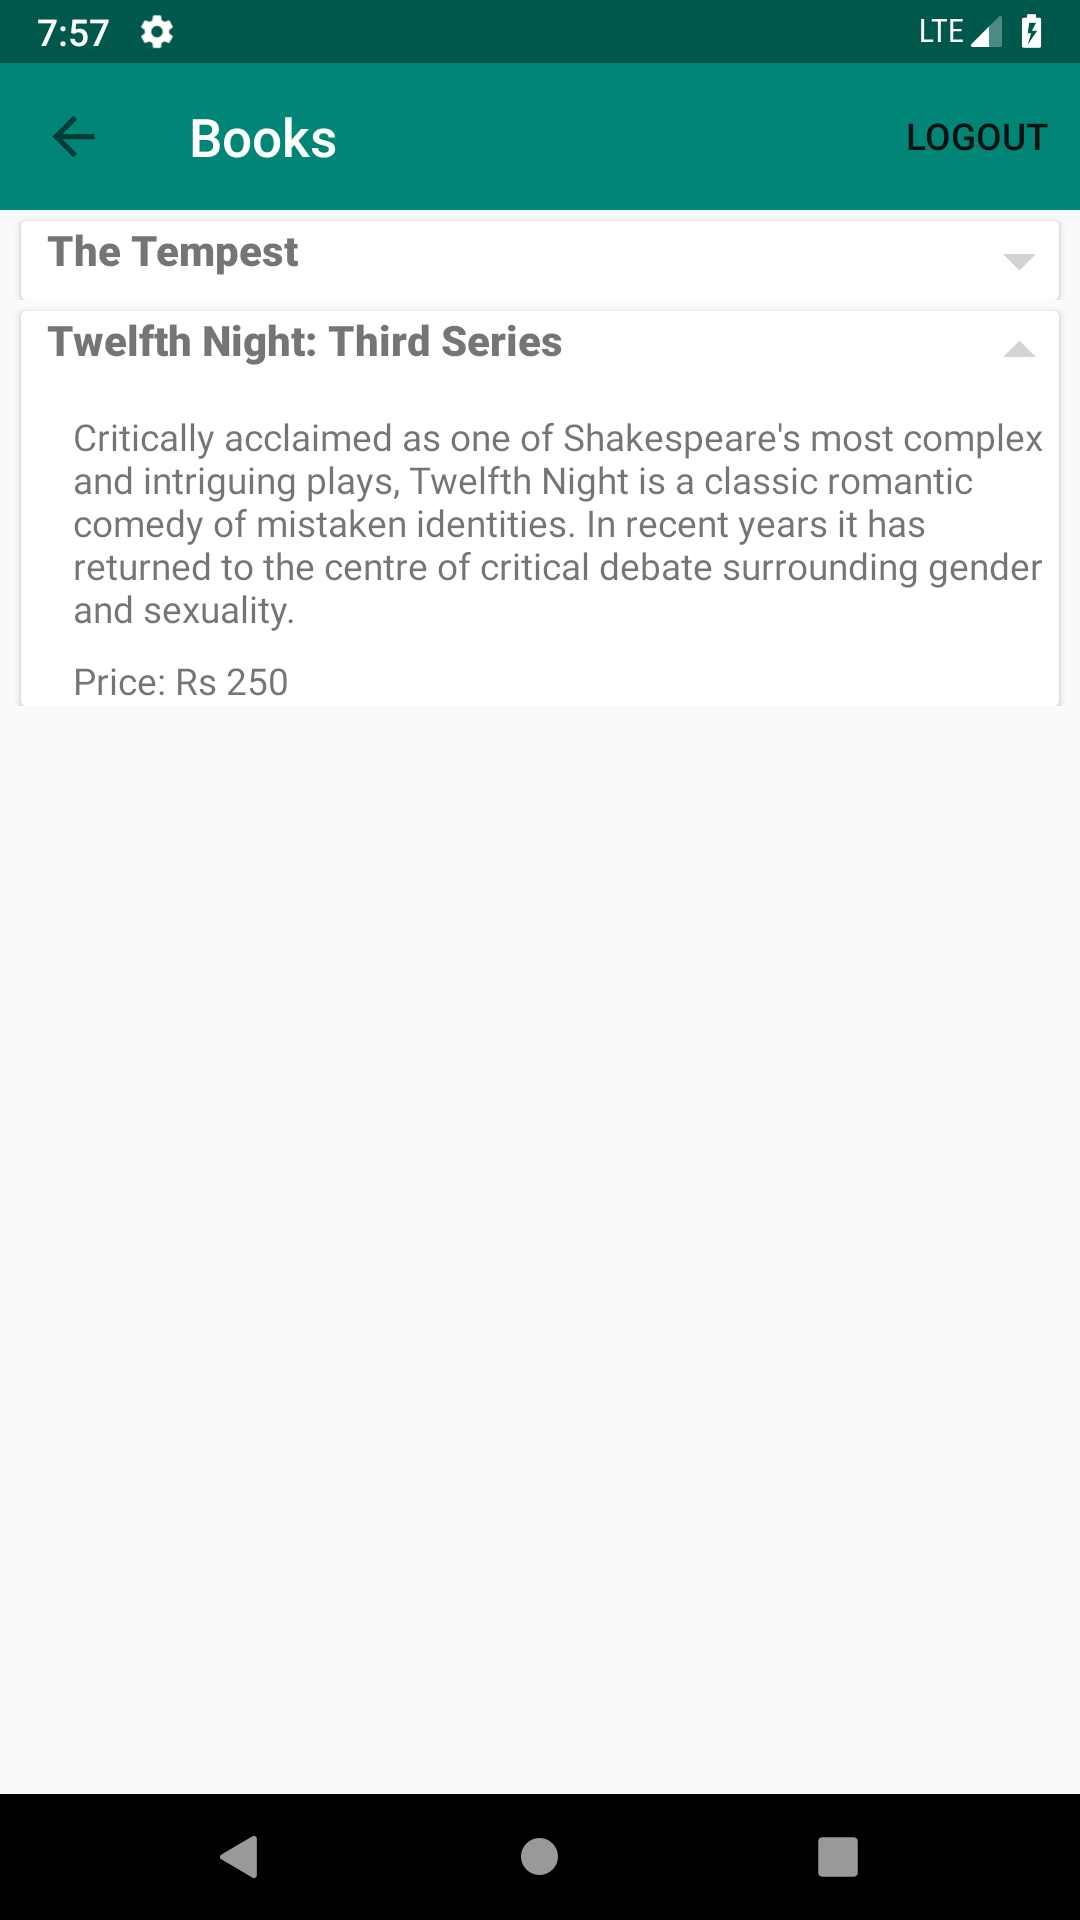 7:57
LTE
Books
LOGOUT
The Tempest
Twelfth Night: Third Series
Critically acclaimed as one of Shakespeare's most complex
and intriguing plays, Twelfth Night is a classic romantic
comedy of mistaken identities. In recent years it has
returned to the centre of critical debate surrounding gender
and sexuality.
Price: Rs 250